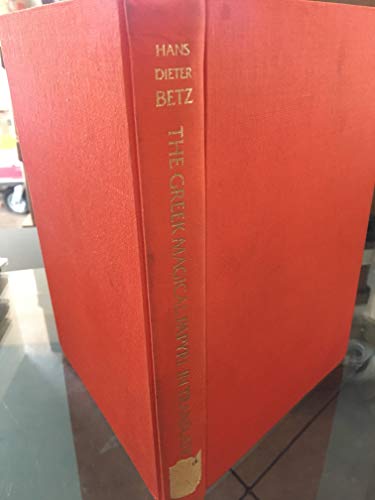 HANS
DIETER
BETZ
THE GREEK MAGICAL PAPYRI